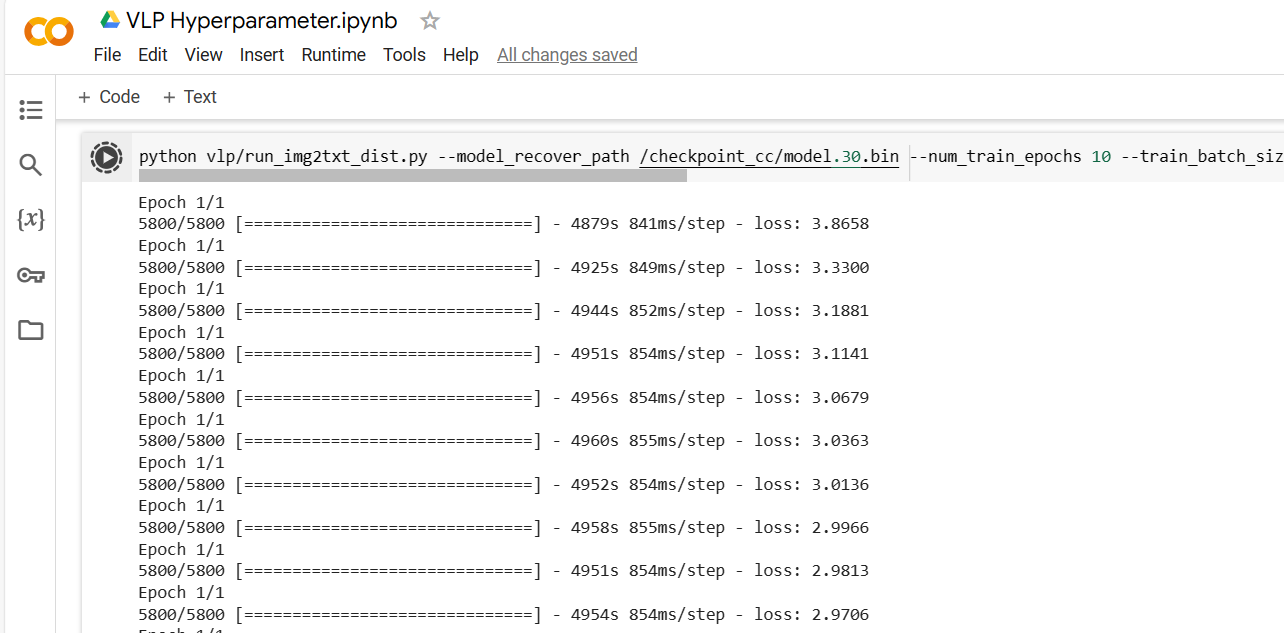 VLP Hyperparameter.ipynb
File Edit View Insert Runtime Tools Help All changes saved
+ Code + Text
python vlp/run_img2txt_dist.py --model_recover_path /checkpoint_cc/model.30.bin --num_train_epochs 10 --train_batch_siz
Epoch 1/1
5800/5800 [==============================] - 4879s 841ms/step - loss: 3.8658
Epoch 1/1
5800/5800 [==============================] - 4925s 849ms/step - loss: 3.3300
Epoch 1/1
5800/5800 [==============================] - 4944s 852ms/step - loss: 3.1881
Epoch 1/1
5800/5800 [==============================] - 4951s 854ms/step - loss: 3.1141
Epoch 1/1
5800/5800 [==============================] - 4956s 854ms/step - loss: 3.0679
Epoch 1/1
5800/5800 [==============================] - 4960s 855ms/step - loss: 3.0363
Epoch 1/1
5800/5800 [==============================] - 4952s 854ms/step - loss: 3.0136
Epoch 1/1
5800/5800 [==============================] - 4958s 855ms/step - loss: 2.9966
Epoch 1/1
5800/5800 [==============================] - 4951s 854ms/step - loss: 2.9813
Epoch 1/1
5800/5800 [==============================] - 4954s 854ms/step - loss: 2.9706